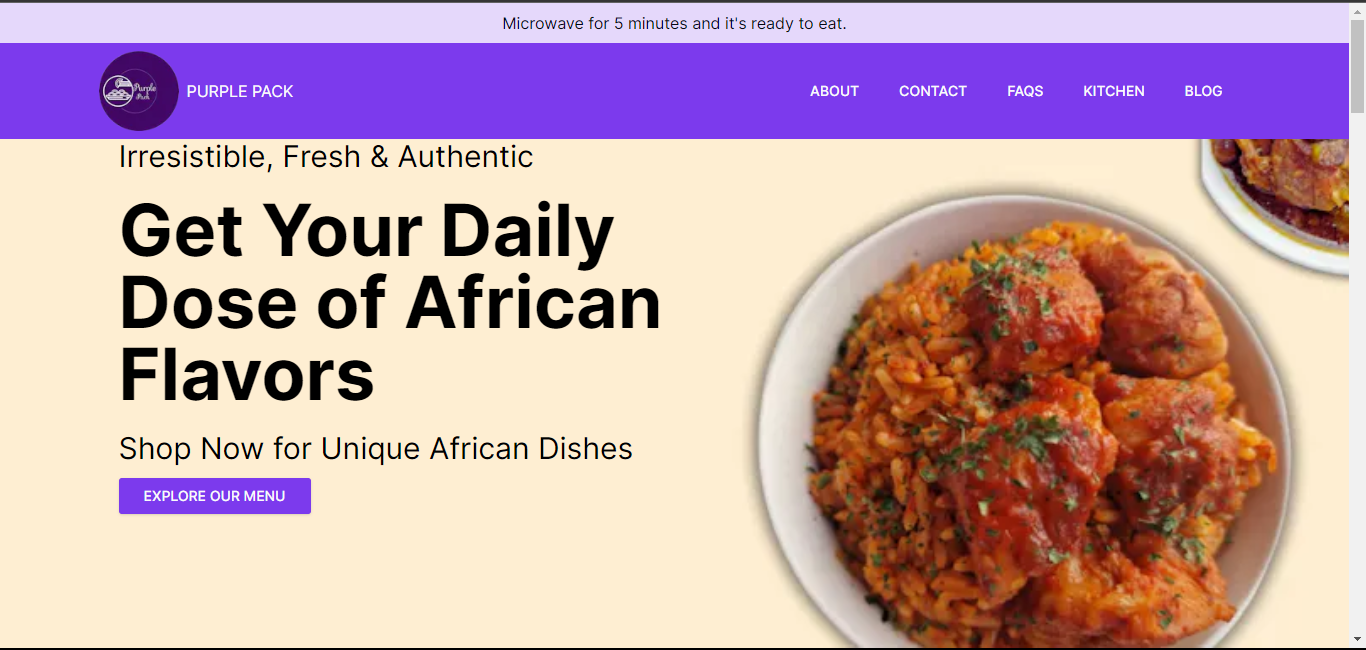 Microwave for 5 minutes and it's ready to eat.
Purple
Pack
PURPLE PACK
ABOUT
CONTACT
FAQS
KITCHEN
BLOG
Irresistible, Fresh & Authentic
Get Your Daily
Dose of African
Flavors
Shop Now for Unique African Dishes
EXPLORE OUR MENU